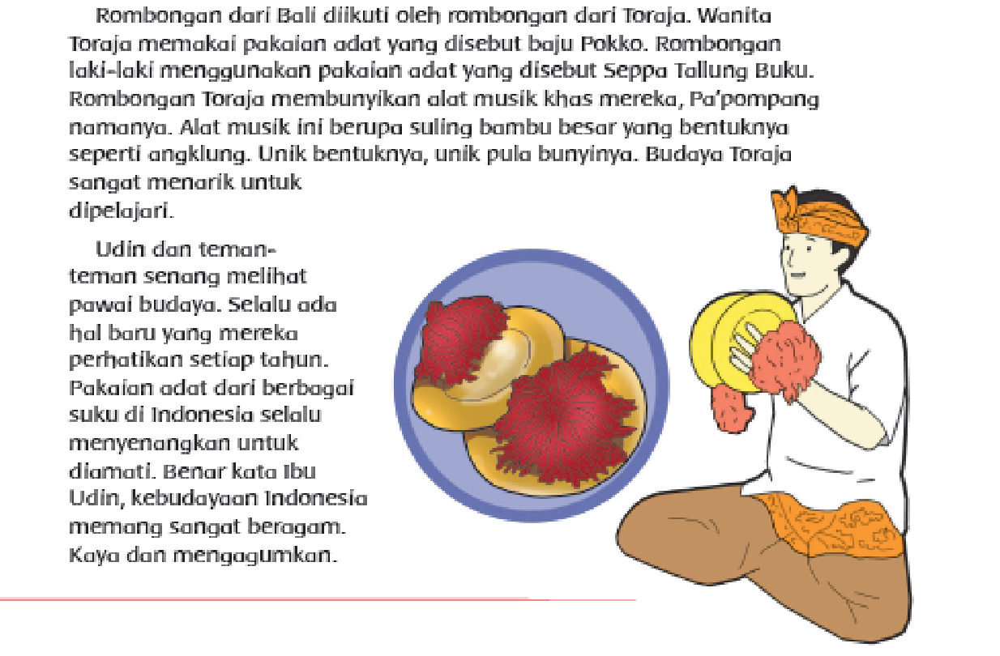 Rombongan dari Bali diikuti oleh rombongan dari Toraja. Wanita
Toraja memakai pakaian adat yang disebut baju Pokko. Rombongan
laki-laki menggunakan pakaian adat yang disebut Seppa Tallung Buku.
Rombongan Toraja membunyikan alat musik khas mereka, Pa'pompang
namanya. Alat musik ini berupa suling bambu besar yang bentuknya
seperti angklung. Unik bentuknya, unik pula bunyinya. Budaya Toraja
sangat menarik untuk
dipelajari.
Udin dan teman-
teman senang melihat
pawai budaya. Selalu ada
hal baru yang mereka
perhatikan setiap tahun.
Pakaian adat dari berbagai
suku di Indonesia selalu
menyenangkan untuk
diamati. Benar kata Ibu
Udin, kebudayaan Indonesia
memang sangat beragam.
Kaya dan mengagumkan.